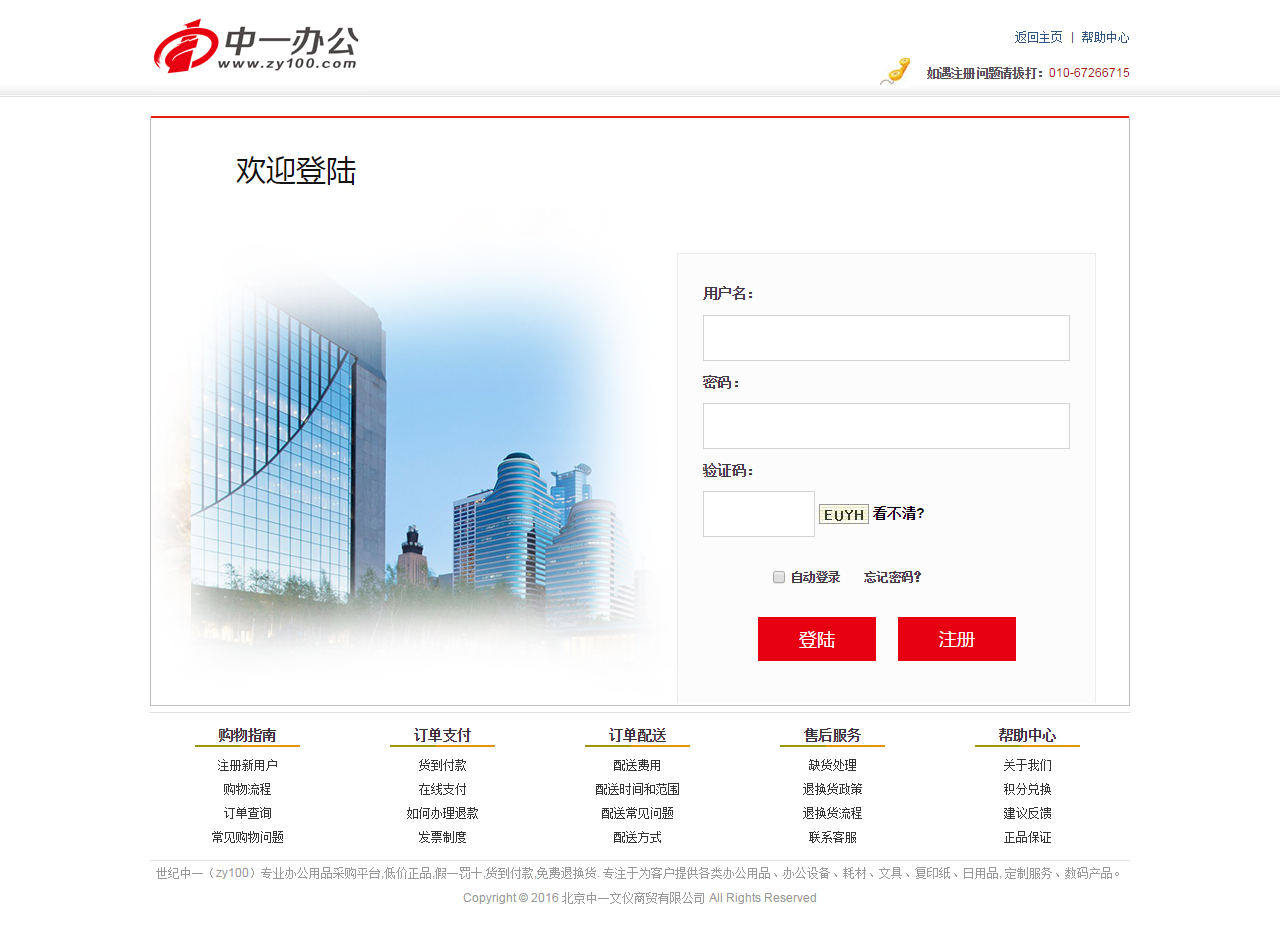 中一办公
www.zy100.com
返回主页 | 帮助中心
如遇注册问题请拨打：010-67266715
欢迎登陆
用户名：
密码：
验证码：
EUYH 看不清?
自动登录 忘记密码?
登陆 注册
购物指南 订单支付 订单配送 售后服务 帮助中心
注册新用户 货到付款 配送费用 缺货处理 关于我们
购物流程 在线支付 配送时间和范围 退换货政策 积分兑换
订单查询 如何办理退款 配送常见问题 退换货流程 建议反馈
常见购物问题 发票制度 配送方式 联系客服 正品保证
世纪中一（zy100）专业办公用品采购平台,低价正品,假一罚十,货到付款,免费退换货. 专注于为客户提供各类办公用品、办公设备、耗材、文具、复印纸、日用品, 定制服务、数码产品。
Copyright © 2016 北京中一文仪商贸有限公司 All Rights Reserved